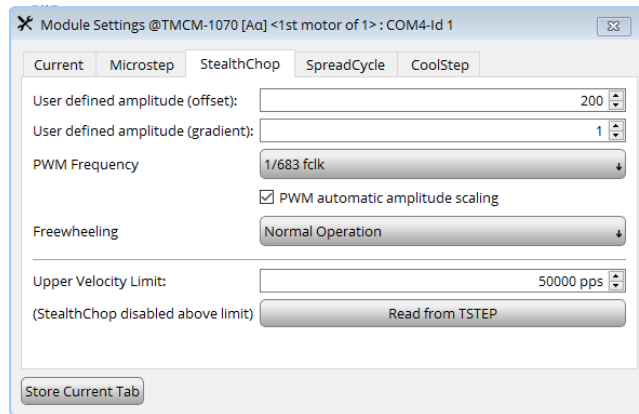 Module Settings @TMCM-1070 [Aα] <1st motor of 1> : COM4-Id 1
Current Microstep StealthChop SpreadCycle CoolStep
User defined amplitude (offset): 200
User defined amplitude (gradient): 1
PWM Frequency 1/683 fclk
PWM automatic amplitude scaling
Freewheeling Normal Operation
Upper Velocity Limit: 50000 pps
(StealthChop disabled above limit) Read from TSTEP
Store Current Tab